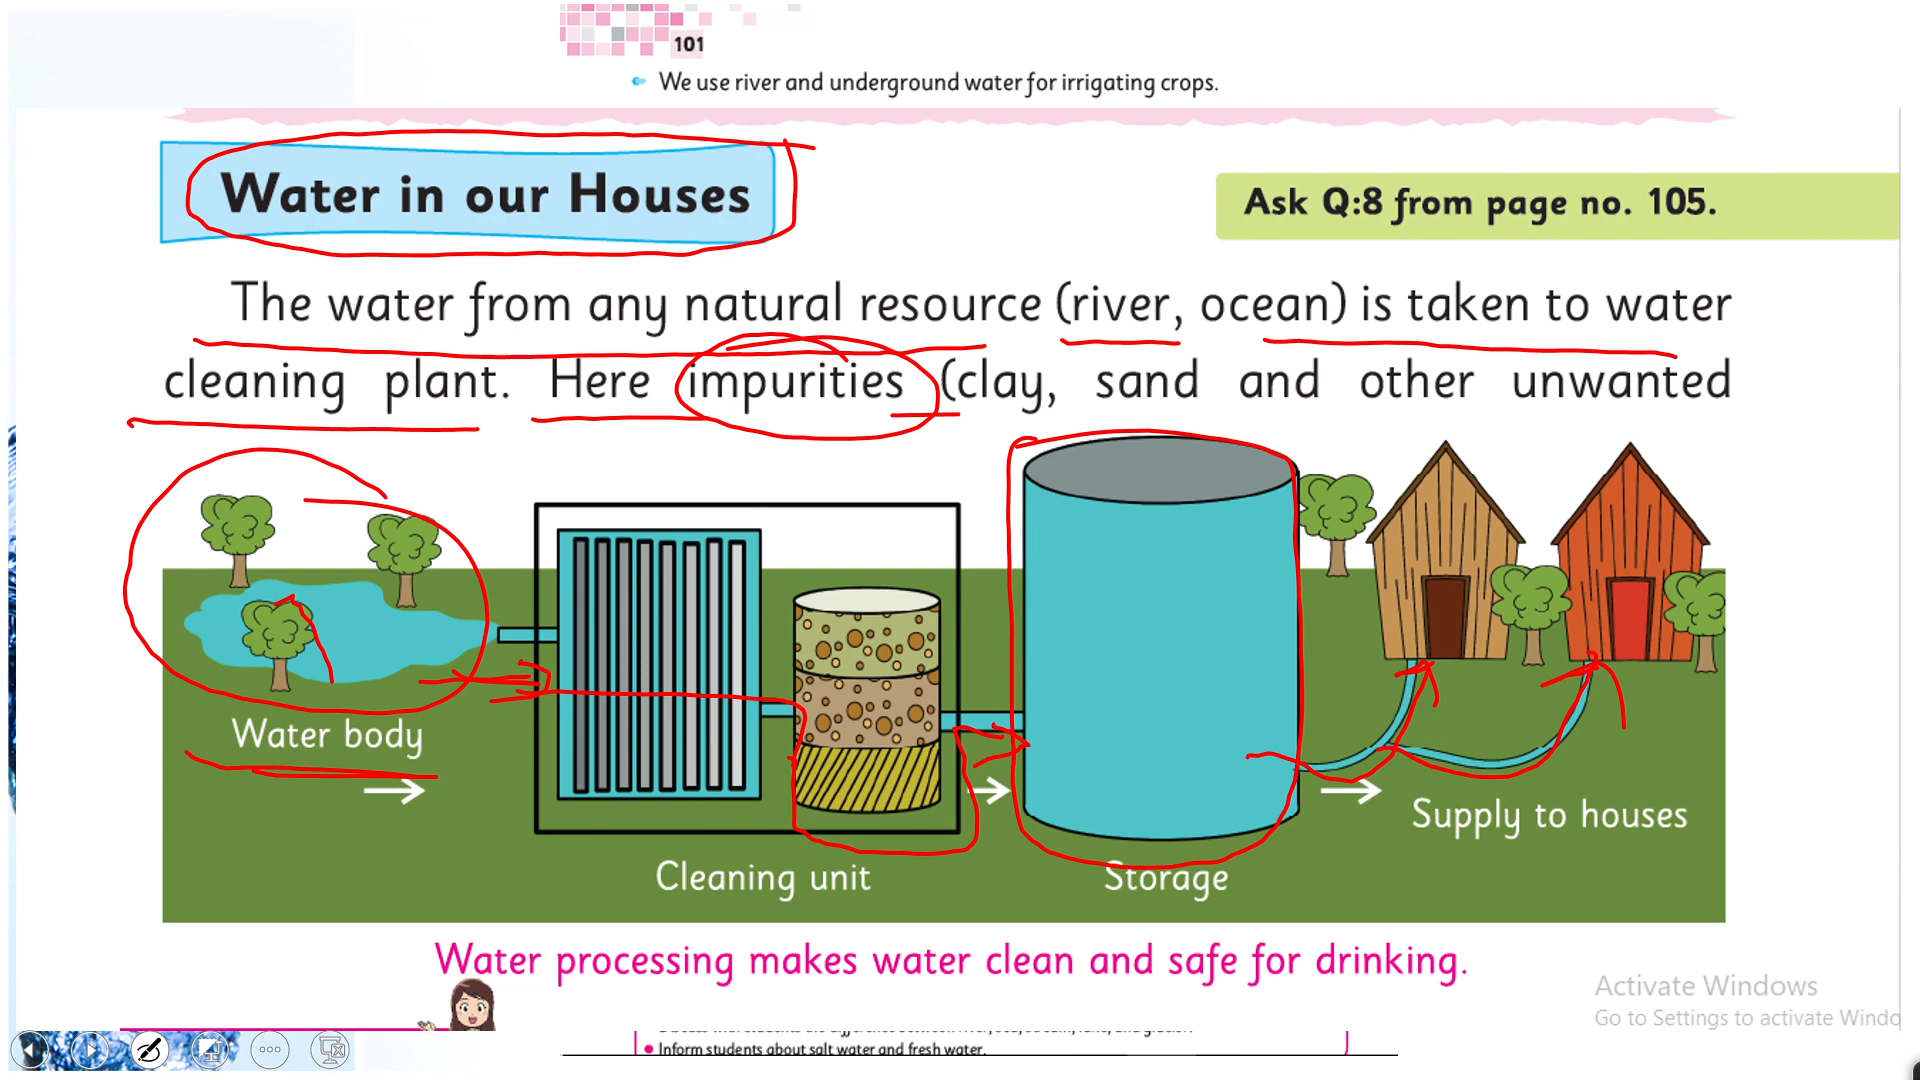 101
We use river and underground water for irrigating crops.
Water in our Houses
Ask Q:8 from page no. 105.
The water from any natural resource (river, ocean) is taken to water
cleaning plant. Here impurities (clay, sand and other unwanted
Water body
Supply to houses
Cleaning unit
Storage
Water processing makes water clean and safe for drinking.
Activate Windows
Go to Settings to activate Windo
Inform students about salt water and fresh water.